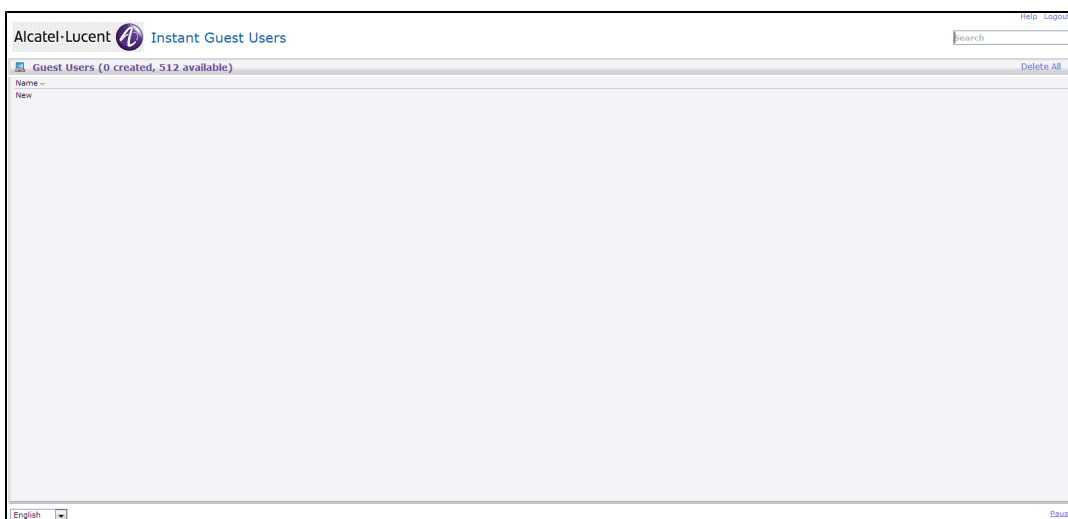 Help Logout
Alcatel·Lucent Instant Guest Users
Search
Guest Users (0 created, 512 available) Delete All
Name
New
English
Paus